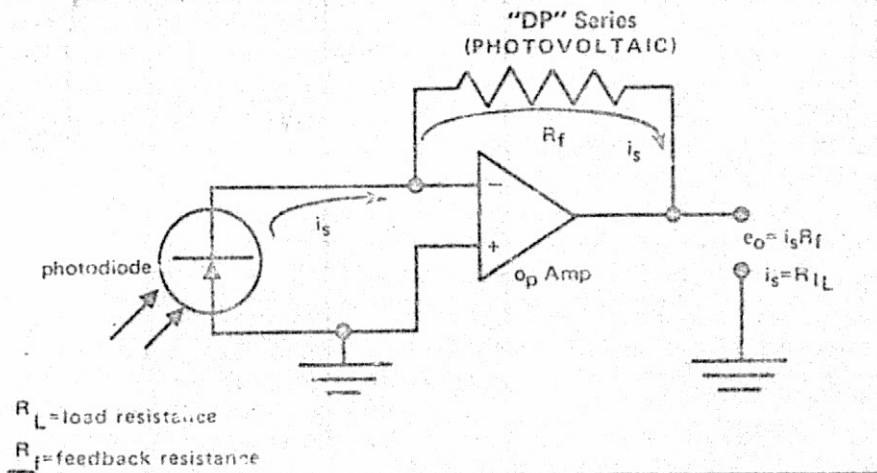 "DP" Series
(PHOTOVOLTAIC)
Rf
is
is
−
+
photodiode
op Amp
eo= isRf
is=RIL
RL=load resistance
Rf=feedback resistance